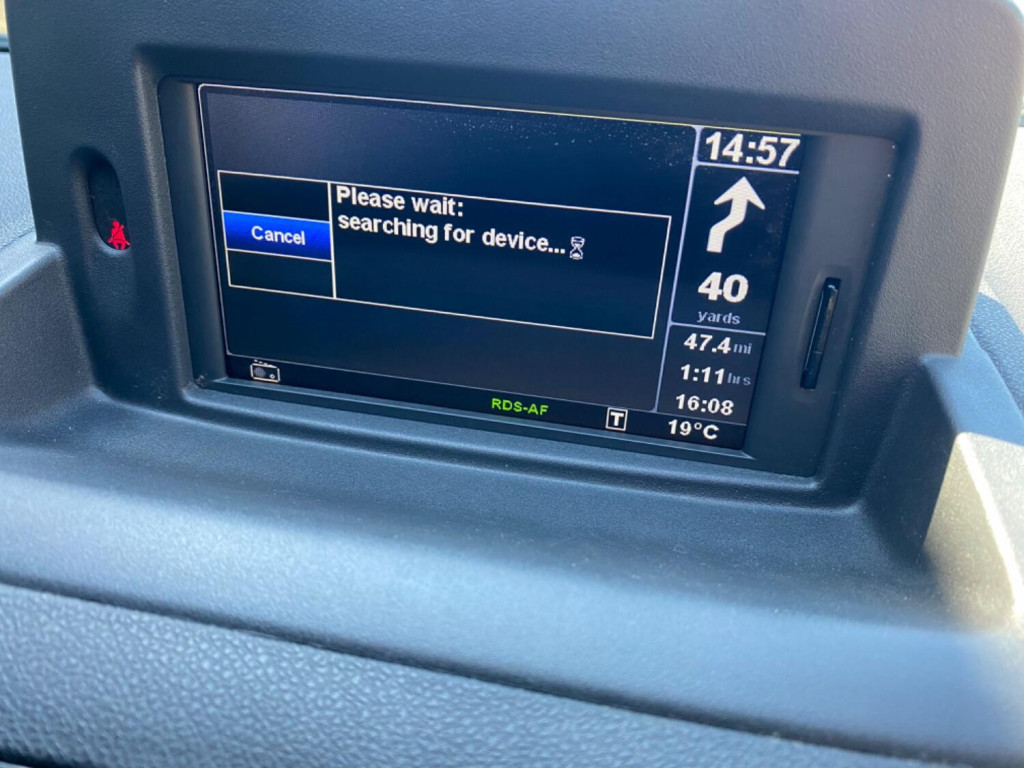 Cancel
Please wait:
searching for device...
14:57
40
yards
47.4mi
1:11hrs
16:08
RDS-AF
T
19°C